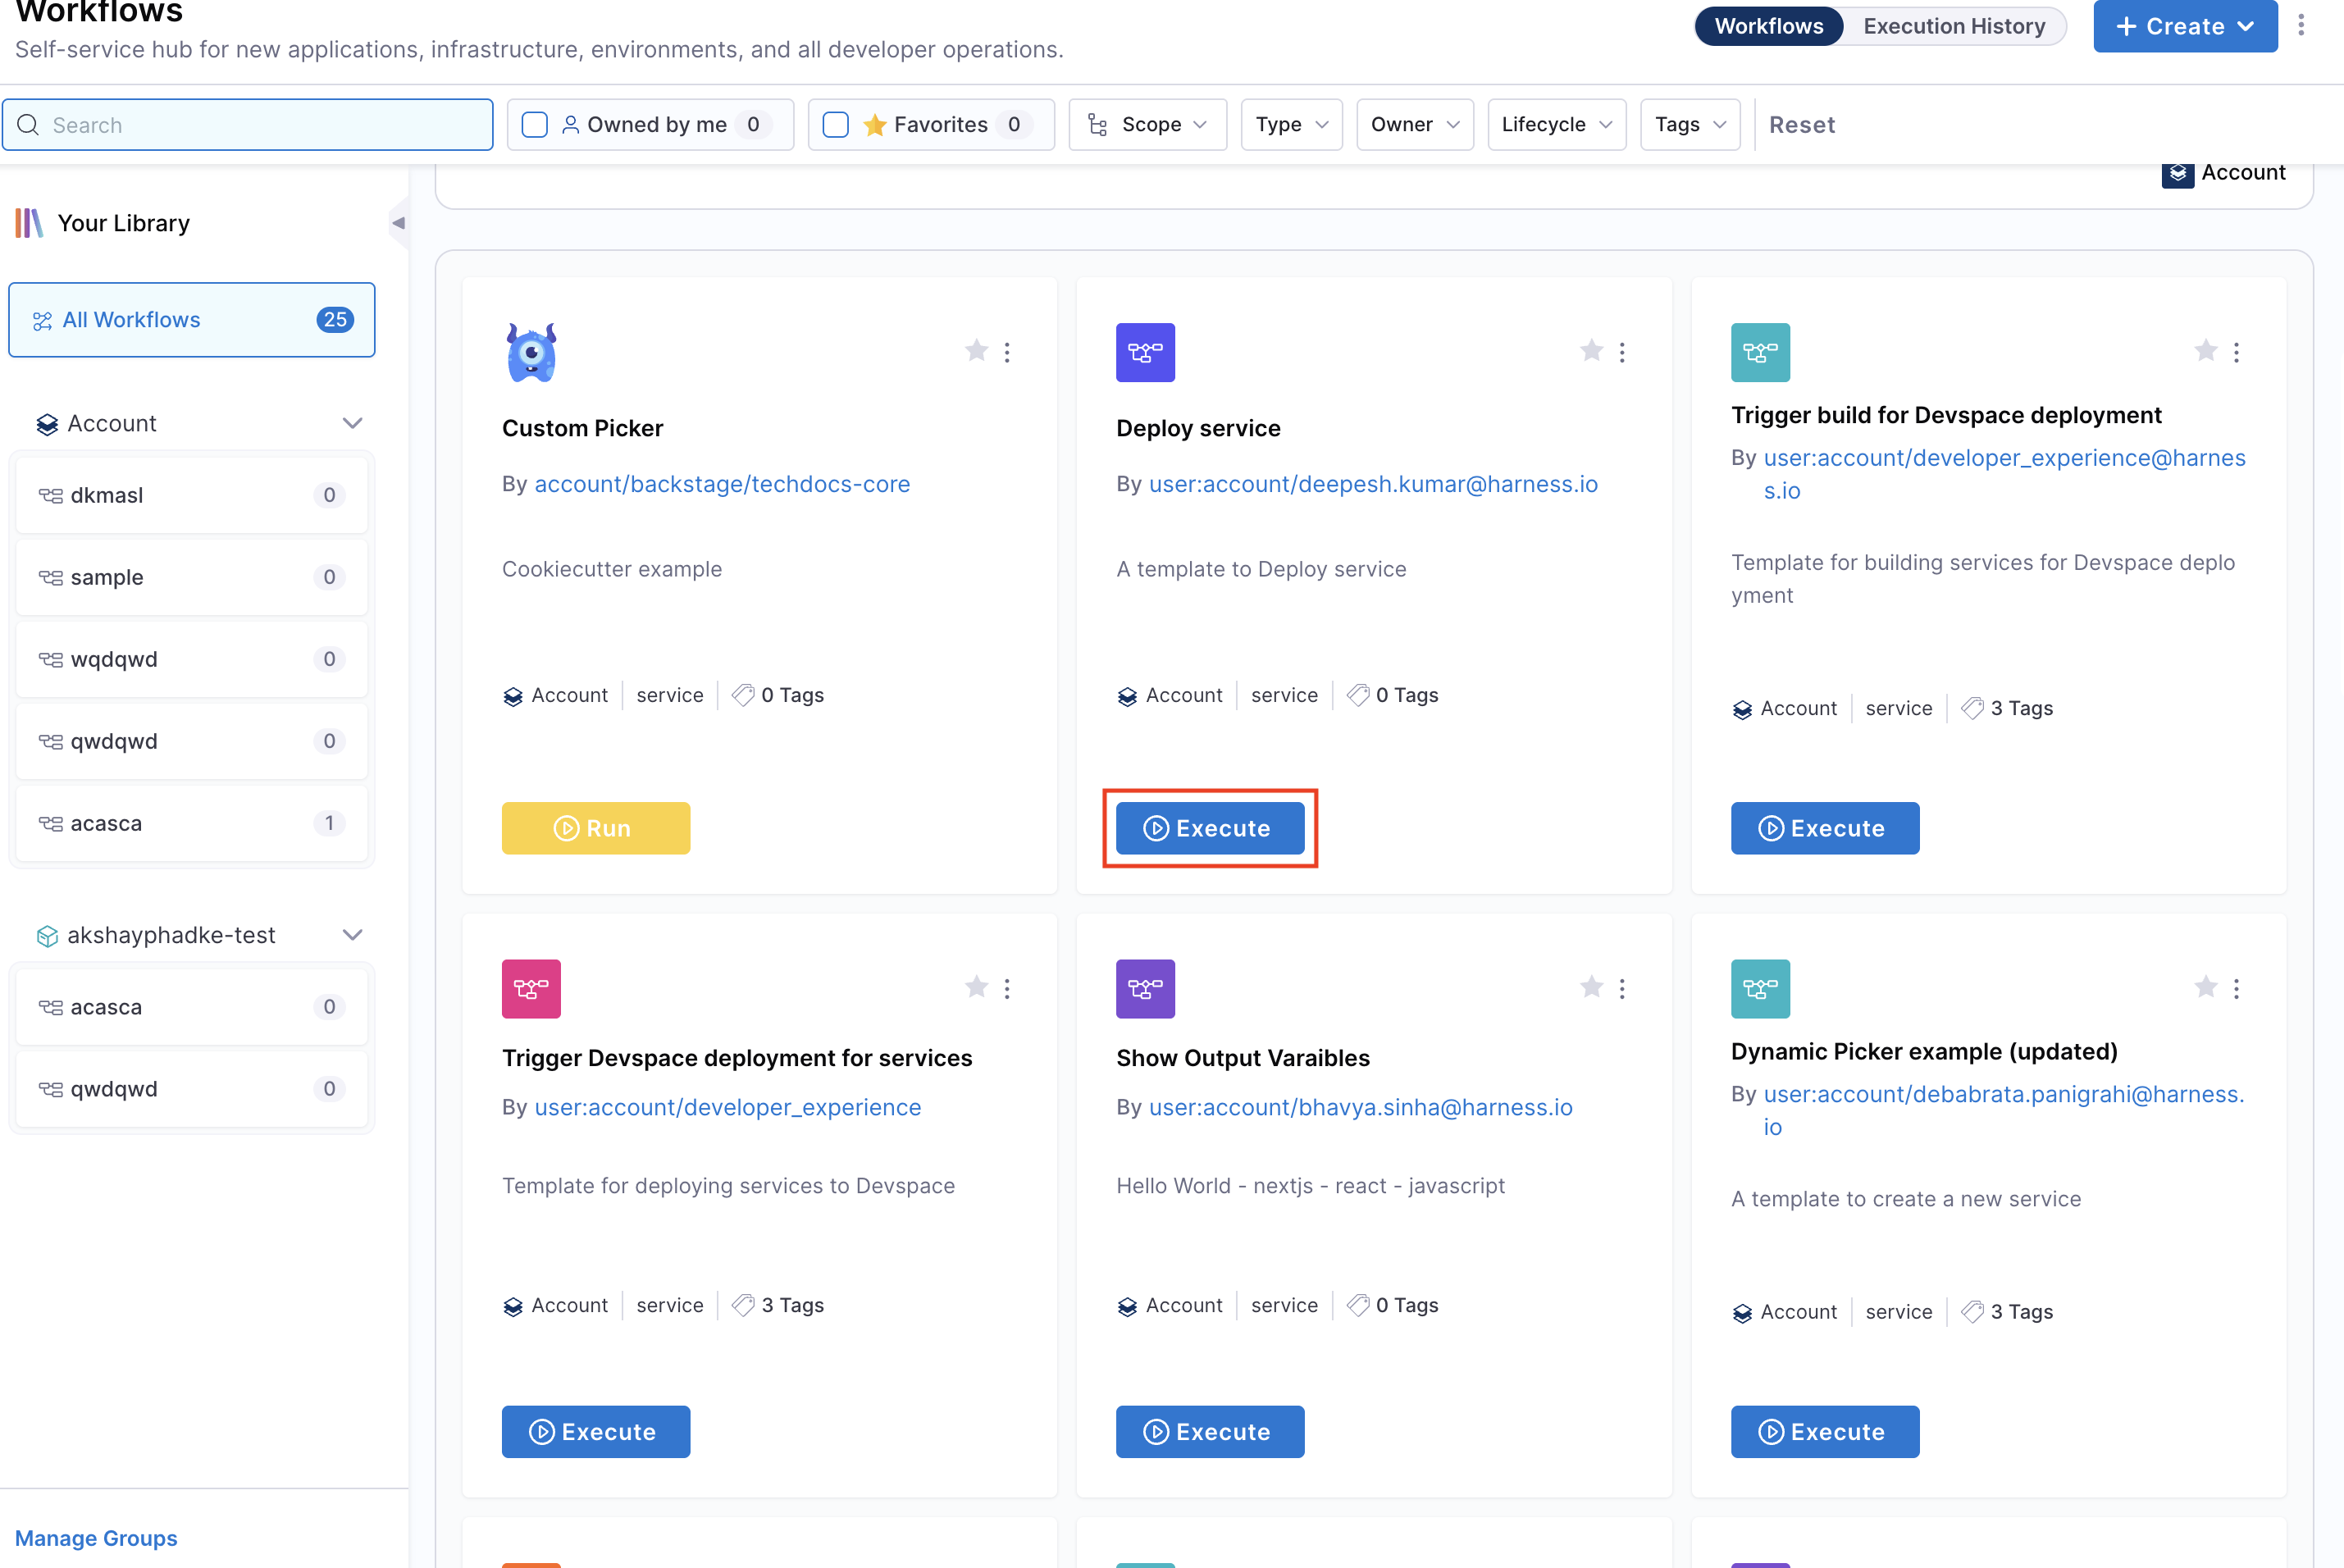 Workflows
Self-service hub for new applications, infrastructure, environments, and all developer operations.
Workflows Execution History
+ Create
Search
Owned by me 0
Favorites 0
Scope
Type
Owner
Lifecycle
Tags
Reset
Your Library
All Workflows 25
Account
dkmasl 0
sample 0
wqdqwd 0
qwdqwd 0
acasca 1
akshayphadke-test
acasca 0
qwdqwd 0
Manage Groups
Account
Custom Picker
By account/backstage/techdocs-core
Cookiecutter example
Account service 0 Tags
Run
Deploy service
By user:account/deepesh.kumar@harness.io
A template to Deploy service
Account service 0 Tags
Execute
Trigger build for Devspace deployment
By user:account/developer_experience@harnes
s.io
Template for building services for Devspace deplo
yment
Account service 3 Tags
Execute
Trigger Devspace deployment for services
By user:account/developer_experience
Template for deploying services to Devspace
Account service 3 Tags
Execute
Show Output Varaibles
By user:account/bhavya.sinha@harness.io
Hello World - nextjs - react - javascript
Account service 0 Tags
Execute
Dynamic Picker example (updated)
By user:account/debabrata.panigrahi@harness.
io
A template to create a new service
Account service 3 Tags
Execute